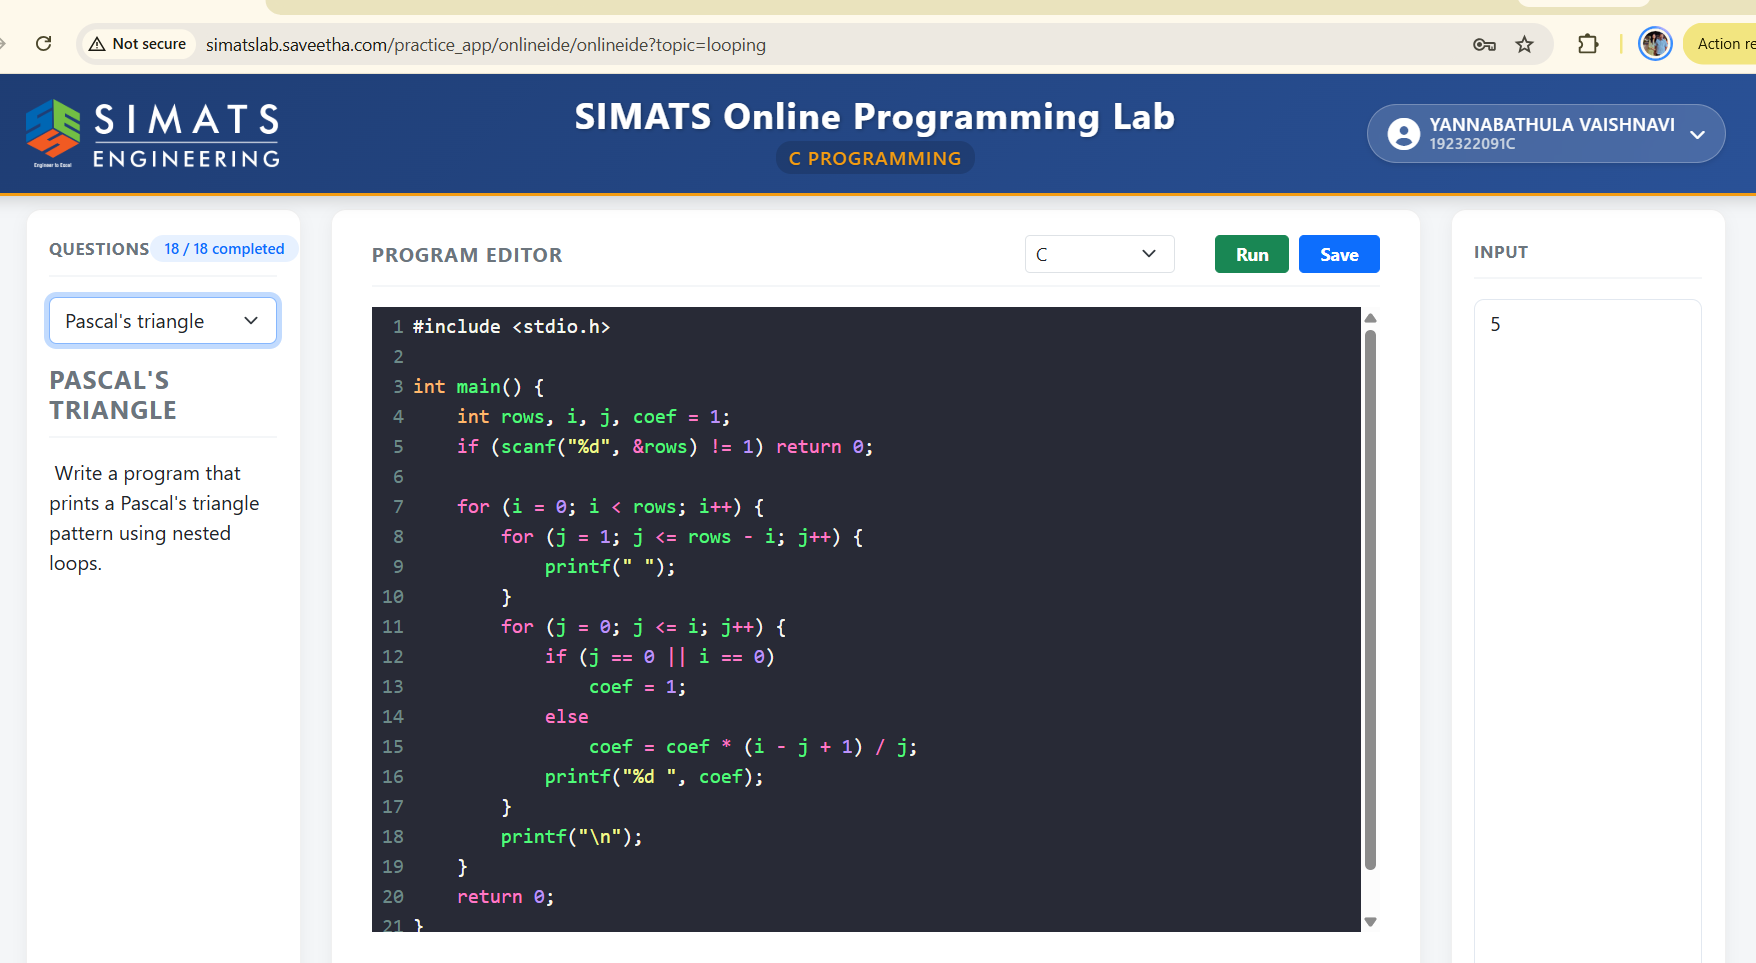 Not secure
simatslab.saveetha.com/practice_app/onlineide/onlineide?topic=looping
Action re
SIMATS
ENGINEERING
Engineer to Excel
SIMATS Online Programming Lab
C PROGRAMMING
YANNABATHULA VAISHNAVI
192322091C
QUESTIONS 18 / 18 completed
Pascal's triangle
PASCAL'S
TRIANGLE
Write a program that
prints a Pascal's triangle
pattern using nested
loops.
PROGRAM EDITOR
C
Run
Save
1 #include <stdio.h>
2
3 int main() {
4     int rows, i, j, coef = 1;
5     if (scanf("%d", &rows) != 1) return 0;
6
7     for (i = 0; i < rows; i++) {
8         for (j = 1; j <= rows - i; j++) {
9             printf(" ");
10         }
11         for (j = 0; j <= i; j++) {
12             if (j == 0 || i == 0)
13                 coef = 1;
14             else
15                 coef = coef * (i - j + 1) / j;
16             printf("%d ", coef);
17         }
18         printf("\n");
19     }
20     return 0;
21 }
INPUT
5